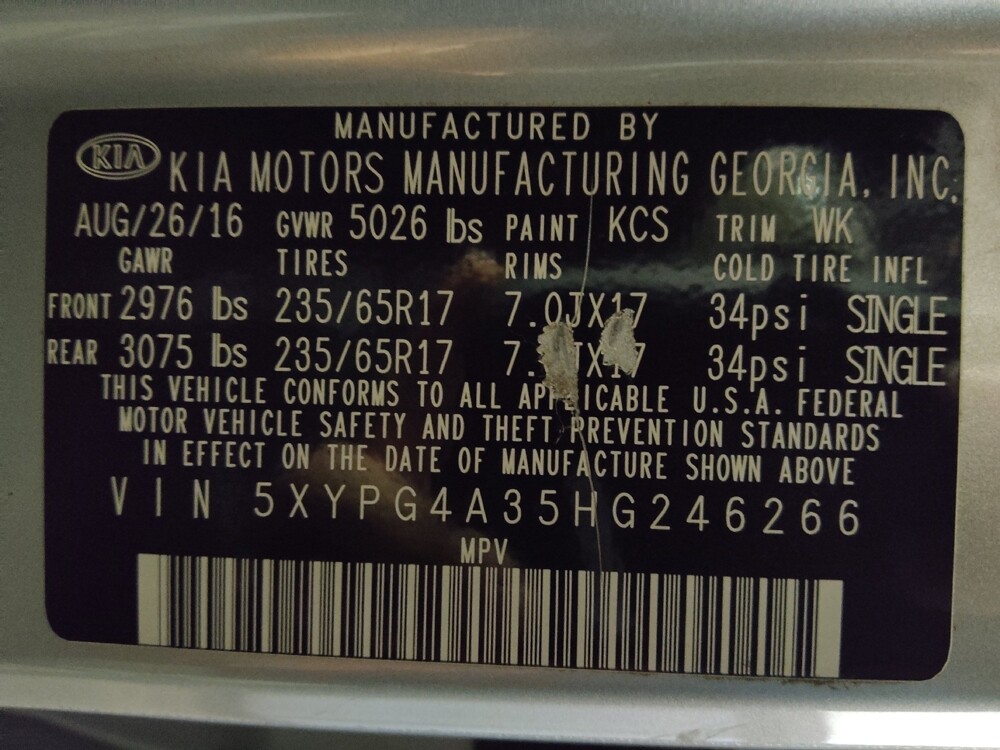 MANUFACTURED BY
KIA KIA MOTORS MANUFACTURING GEORGIA, INC.
AUG/26/16 GVWR 5026 lbs PAINT KCS TRIM WK
GAWR TIRES RIMS COLD TIRE INFL
FRONT 2976 lbs 235/65R17 7.0JX17 34psi SINGLE
REAR 3075 lbs 235/65R17 34psi SINGLE
THIS VEHICLE CONFORMS TO ALL APPLICABLE U.S.A. FEDERAL
MOTOR VEHICLE SAFETY AND THEFT PREVENTION STANDARDS
IN EFFECT ON THE DATE OF MANUFACTURE SHOWN ABOVE
VIN 5XYPG4A35HG246266
MPV